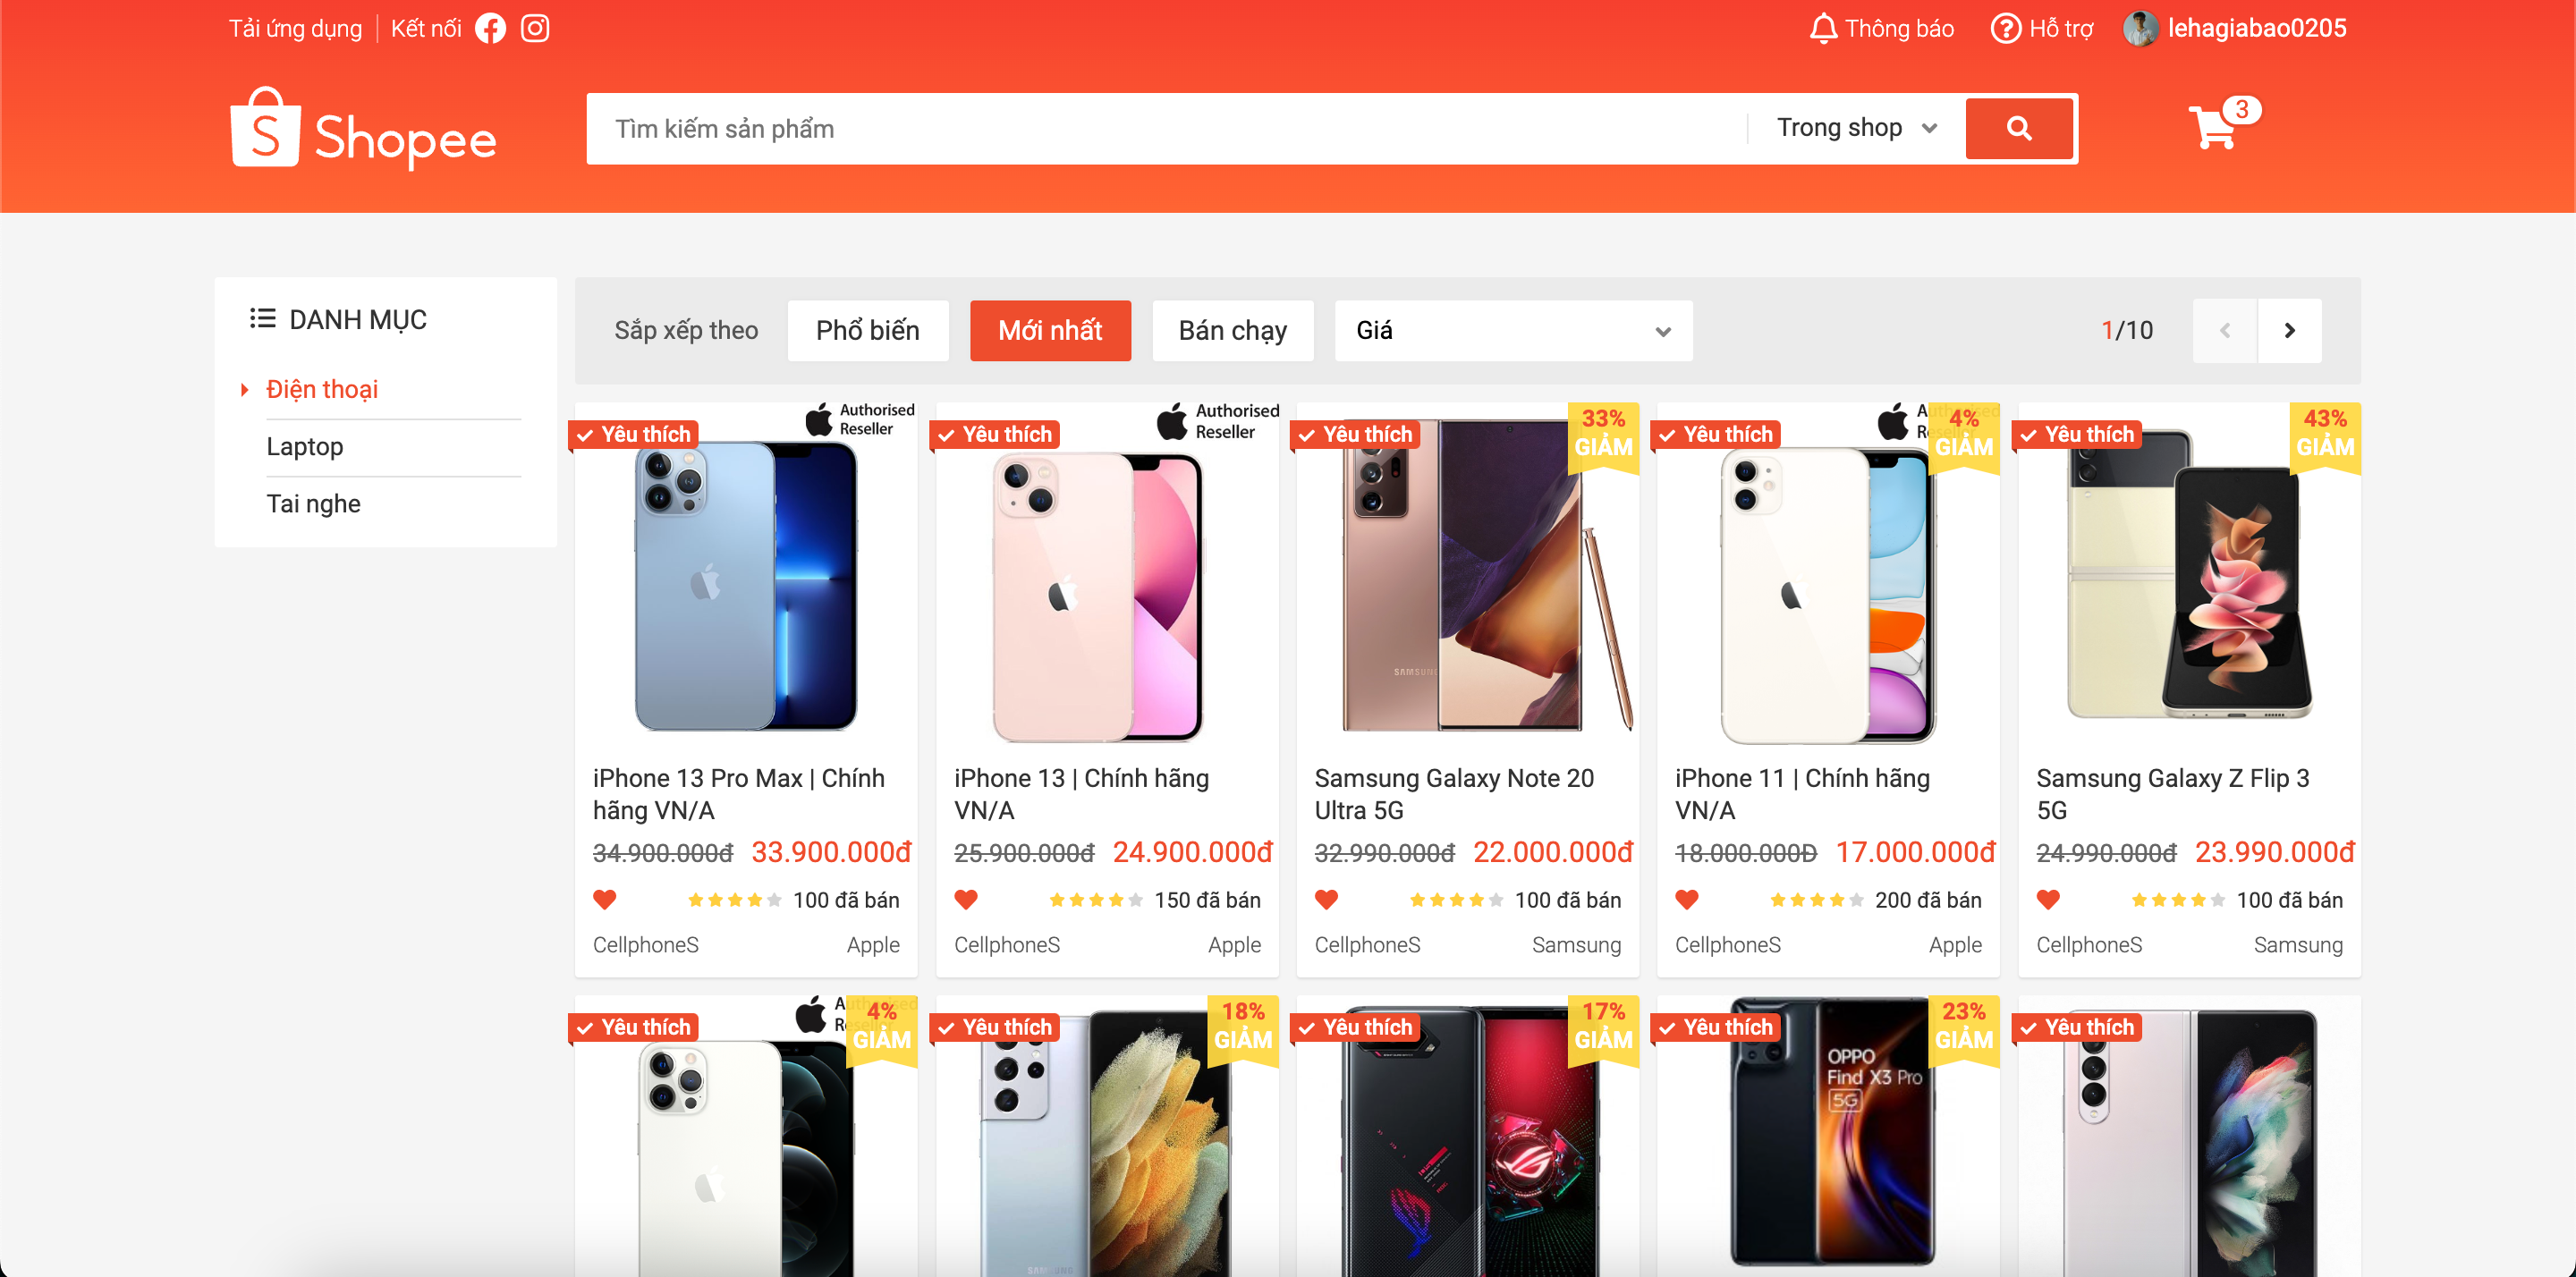 Tải ứng dụng
Kết nối
Thông báo
Hỗ trợ
lehagiabao0205
Shopee
Tìm kiếm sản phẩm
Trong shop
3
DANH MỤC
Điện thoại
Laptop
Tai nghe
Sắp xếp theo
Phổ biến
Mới nhất
Bán chạy
Giá
1/10
Yêu thích
Authorised
Reseller
iPhone 13 Pro Max | Chính
hãng VN/A
34.900.000đ 33.900.000đ
100 đã bán
CellphoneS Apple
Yêu thích
Authorised
Reseller
iPhone 13 | Chính hãng
VN/A
25.900.000đ 24.900.000đ
150 đã bán
CellphoneS Apple
Yêu thích
33%
GIẢM
SAMSUNG
Samsung Galaxy Note 20
Ultra 5G
32.990.000đ 22.000.000đ
100 đã bán
CellphoneS Samsung
Yêu thích
4%
GIẢM
iPhone 11 | Chính hãng
VN/A
18.000.000Đ 17.000.000đ
200 đã bán
CellphoneS Apple
Yêu thích
43%
GIẢM
Samsung Galaxy Z Flip 3
5G
24.990.000đ 23.990.000đ
100 đã bán
CellphoneS Samsung
Yêu thích
4%
GIẢM
Yêu thích
18%
GIẢM
SAMSUNG
Yêu thích
17%
GIẢM
Yêu thích
23%
GIẢM
OPPO
Find X3 Pro
5G
Yêu thích